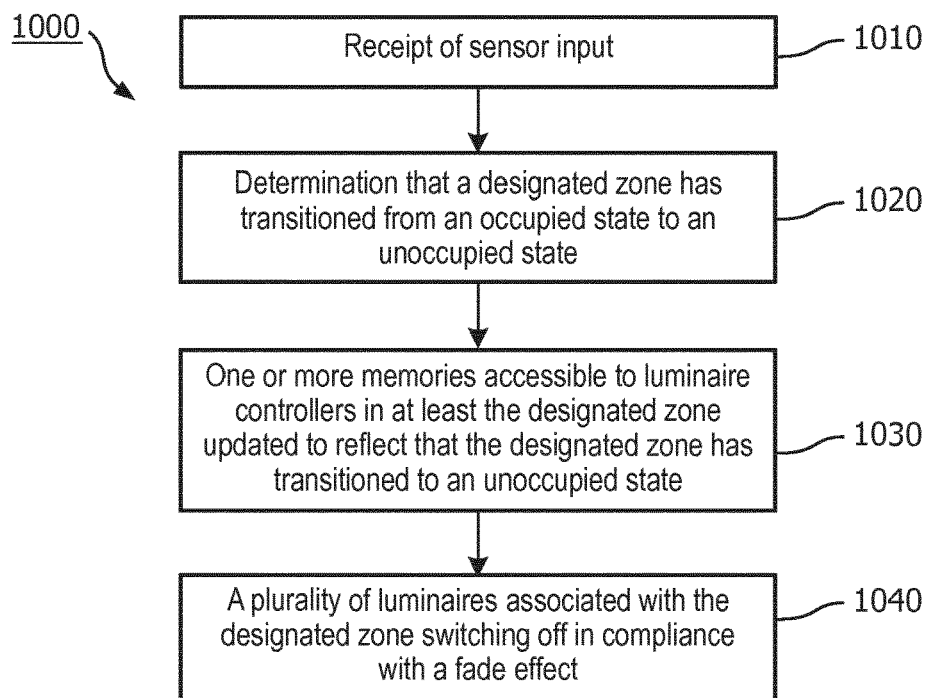 1000
Receipt of sensor input
1010
Determination that a designated zone has
transitioned from an occupied state to an
unoccupied state
1020
One or more memories accessible to luminaire
controllers in at least the designated zone
updated to reflect that the designated zone has
transitioned to an unoccupied state
1030
A plurality of luminaires associated with the
designated zone switching off in compliance
with a fade effect
1040